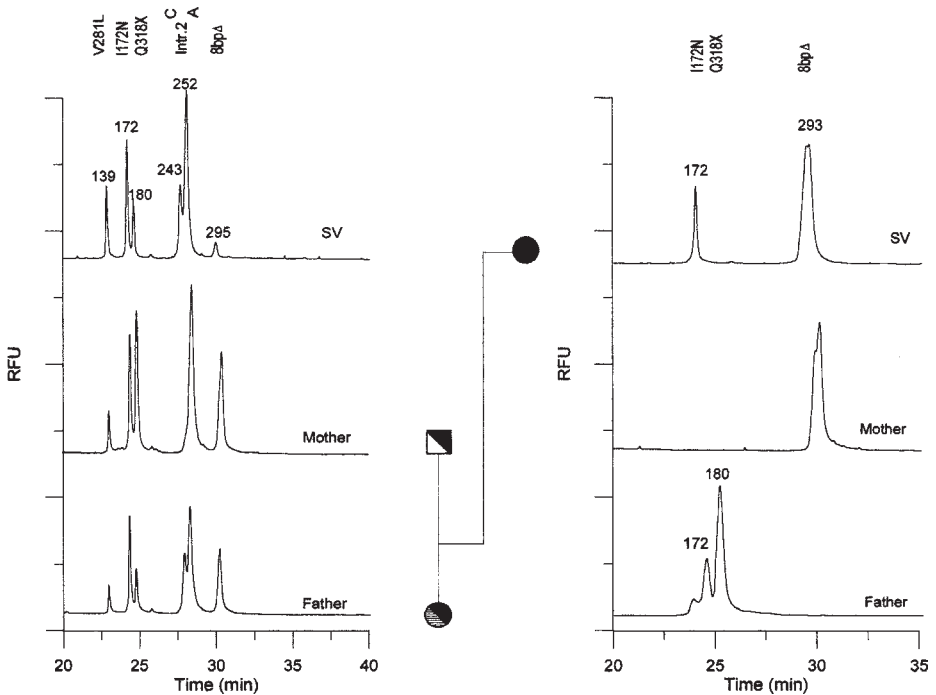 V281L
I172N
Q318X
Intr.2 C A
8bpΔ
139
172
180
243
252
295
SV
Mother
Father
RFU
20 25 30 35 40
Time (min)
I172N
Q318X
8bpΔ
172
293
SV
Mother
180
172
Father
RFU
20 25 30 35
Time (min)